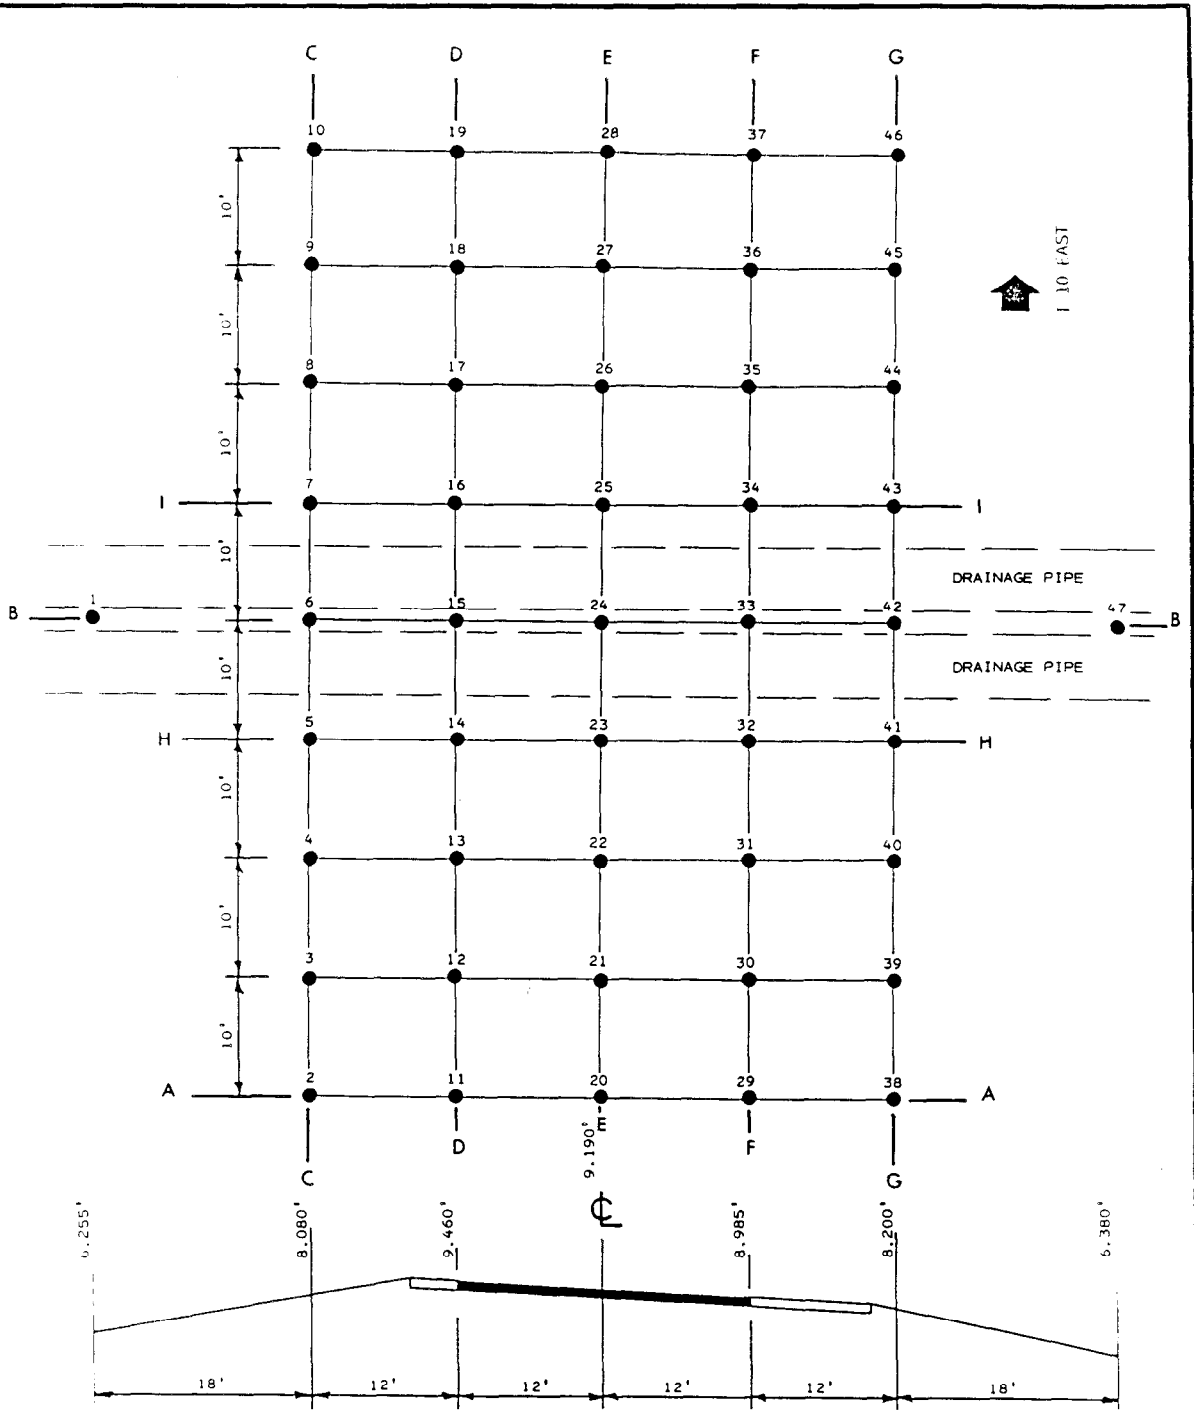 C D E F G
10 19 28 37 46
10'
9 18 27 36 45
I 10 EAST
10'
8 17 26 35 44
10'
I 7 16 25 34 43 I
10'
DRAINAGE PIPE
B 1 6 15 24 33 42 47 B
10'
DRAINAGE PIPE
H 5 14 23 32 41 H
10'
4 13 22 31 40
10'
3 12 21 30 39
10'
A 2 11 20 29 38 A
C D E F G
8.080' 9.460' 9.190' 8.985' 8.200'
℄
18' 12' 12' 12' 12' 18'